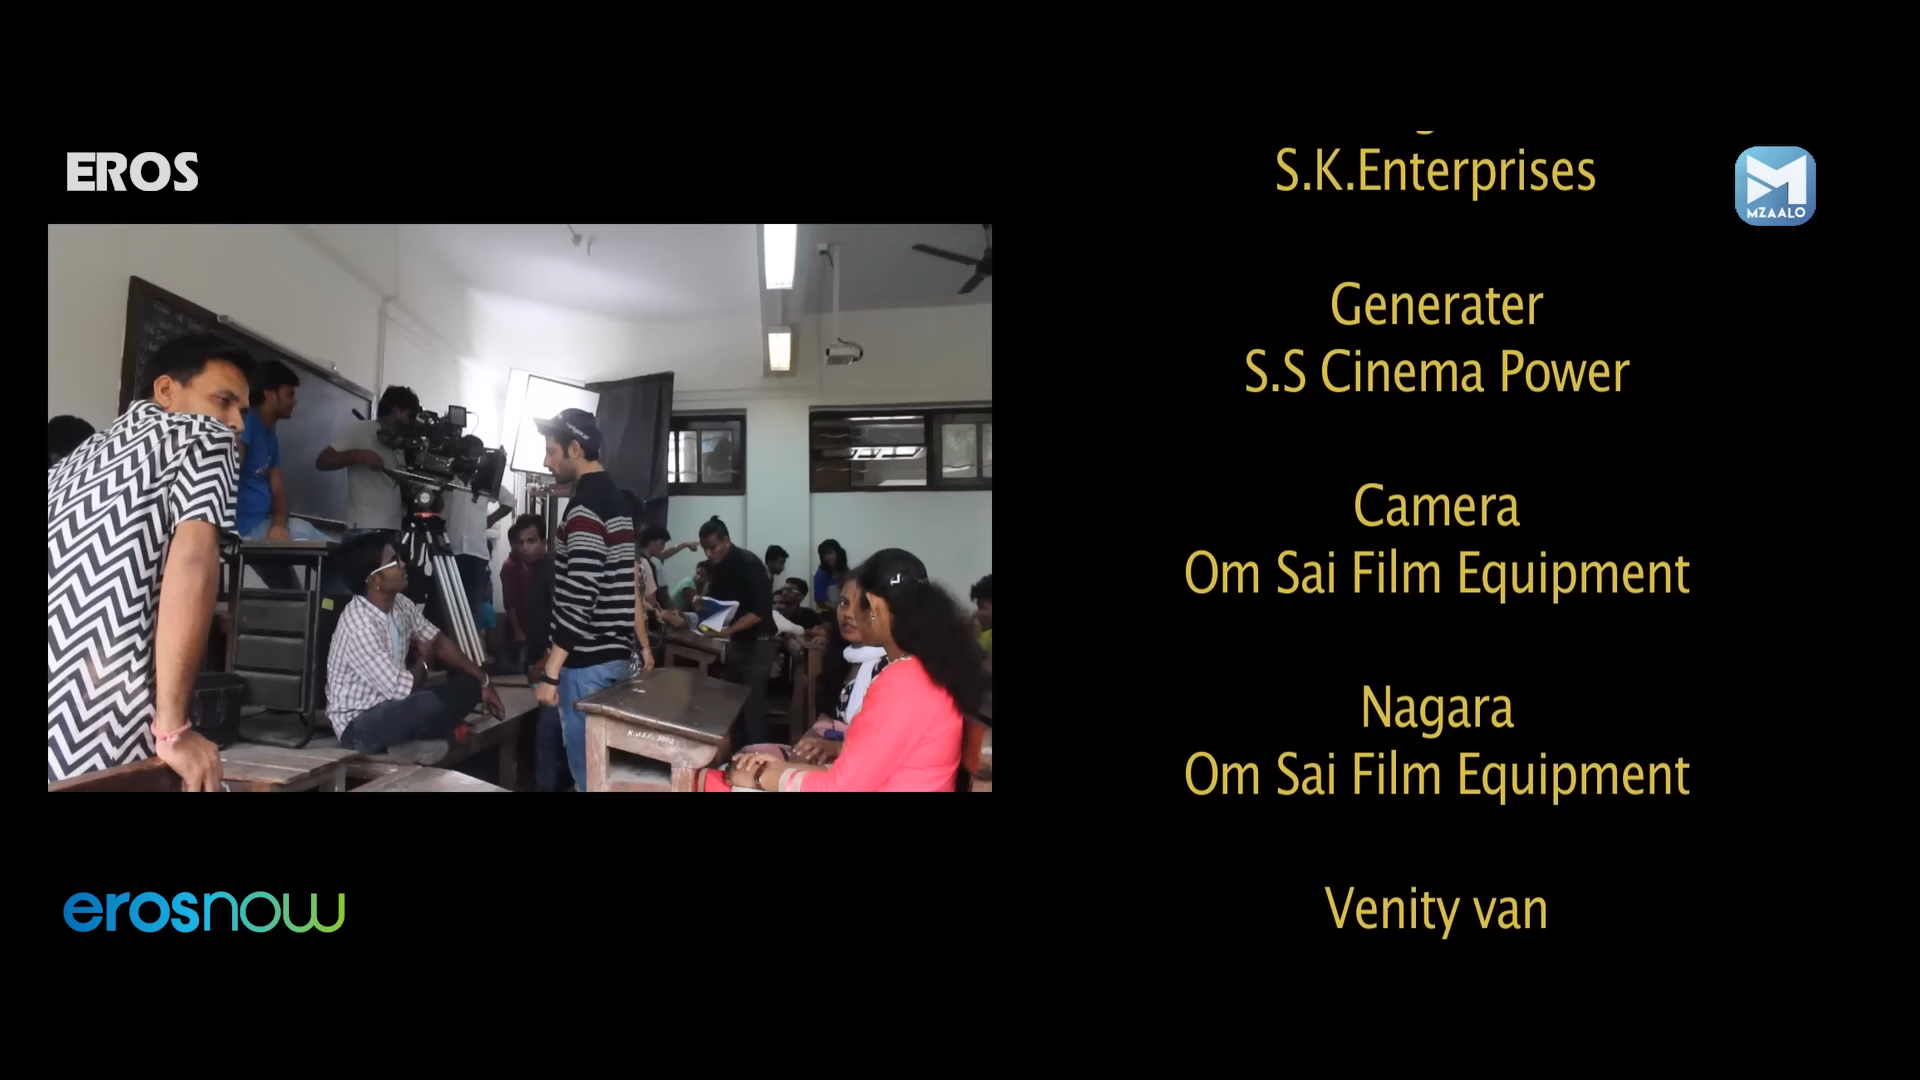 EROS
S.K.Enterprises
MZAALO
Generater
S.S Cinema Power
Camera
Om Sai Film Equipment
Nagara
Om Sai Film Equipment
Venity van
erosnow